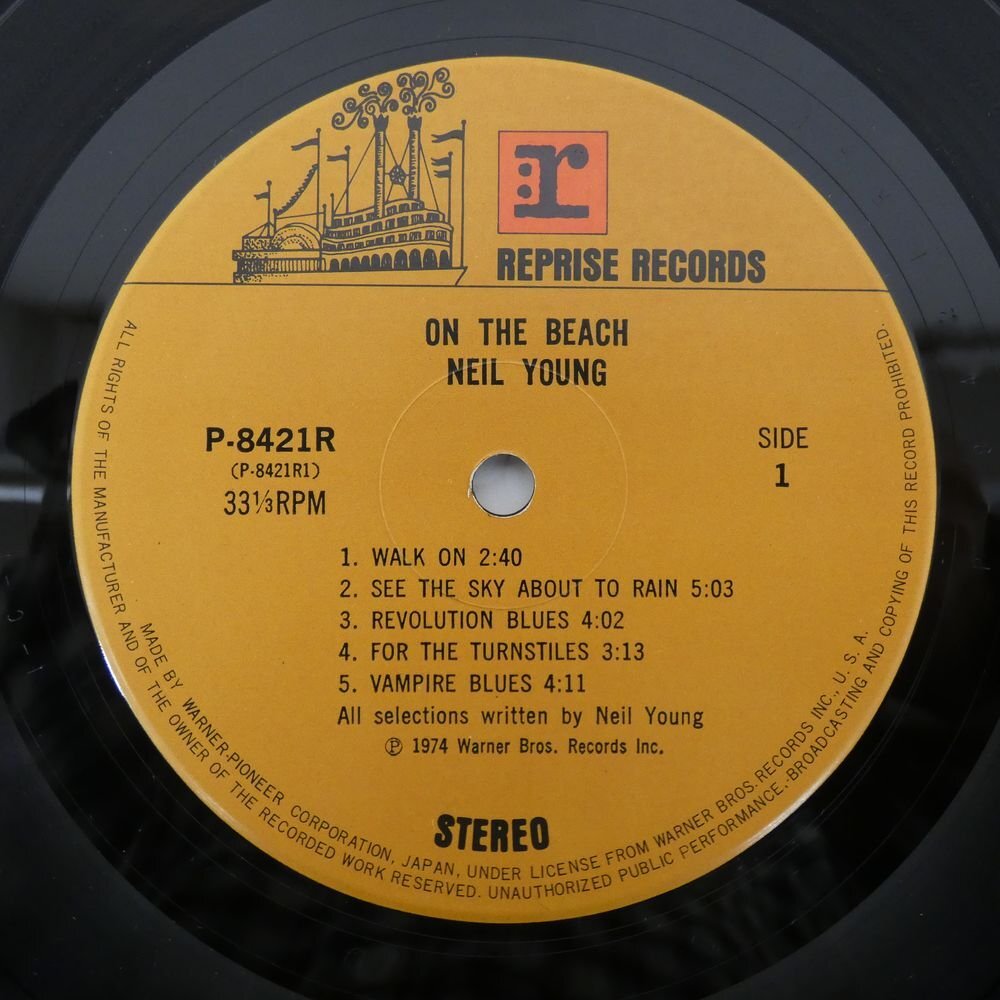 r
REPRISE RECORDS
ON THE BEACH
NEIL YOUNG
P-8421R
(P-8421R1)
33⅓RPM
SIDE
1
1. WALK ON 2:40
2. SEE THE SKY ABOUT TO RAIN 5:03
3. REVOLUTION BLUES 4:02
4. FOR THE TURNSTILES 3:13
5. VAMPIRE BLUES 4:11
All selections written by Neil Young
Ⓟ 1974 Warner Bros. Records Inc.
STEREO
MADE BY WARNER-PIONEER CORPORATION, JAPAN, UNDER LICENSE FROM WARNER BROS. RECORDS INC., U. S. A.
ALL RIGHTS OF THE MANUFACTURER AND OF THE OWNER OF THE RECORDED WORK RESERVED. UNAUTHORIZED PUBLIC PERFORMANCE, BROADCASTING AND COPYING OF THIS RECORD PROHIBITED.